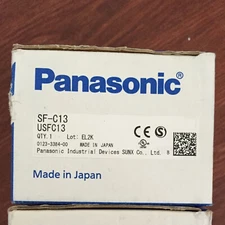 Panasonic
SF-C13
USFC13
QTY.1 Lot: EL2K
0123-3384-00 MADE IN JAPAN
Panasonic Industrial Devices SUNX Co., Ltd.
Made in Japan